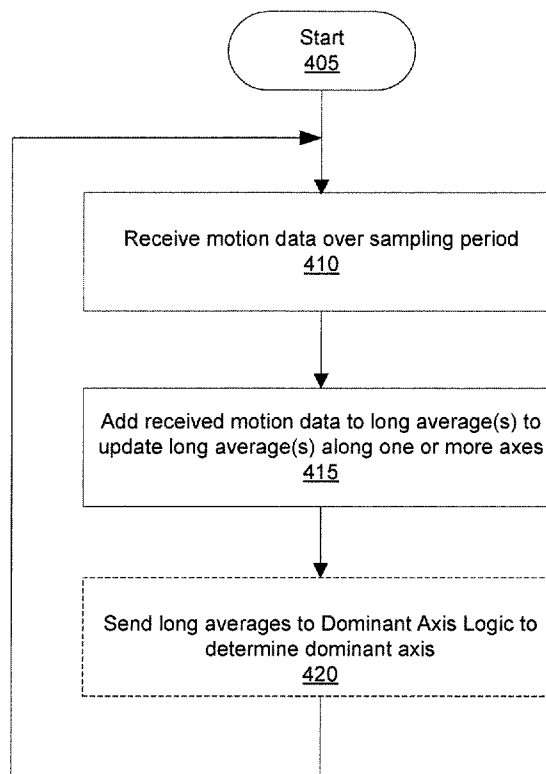 Start
405
Receive motion data over sampling period
410
Add received motion data to long average(s) to
update long average(s) along one or more axes
415
Send long averages to Dominant Axis Logic to
determine dominant axis
420